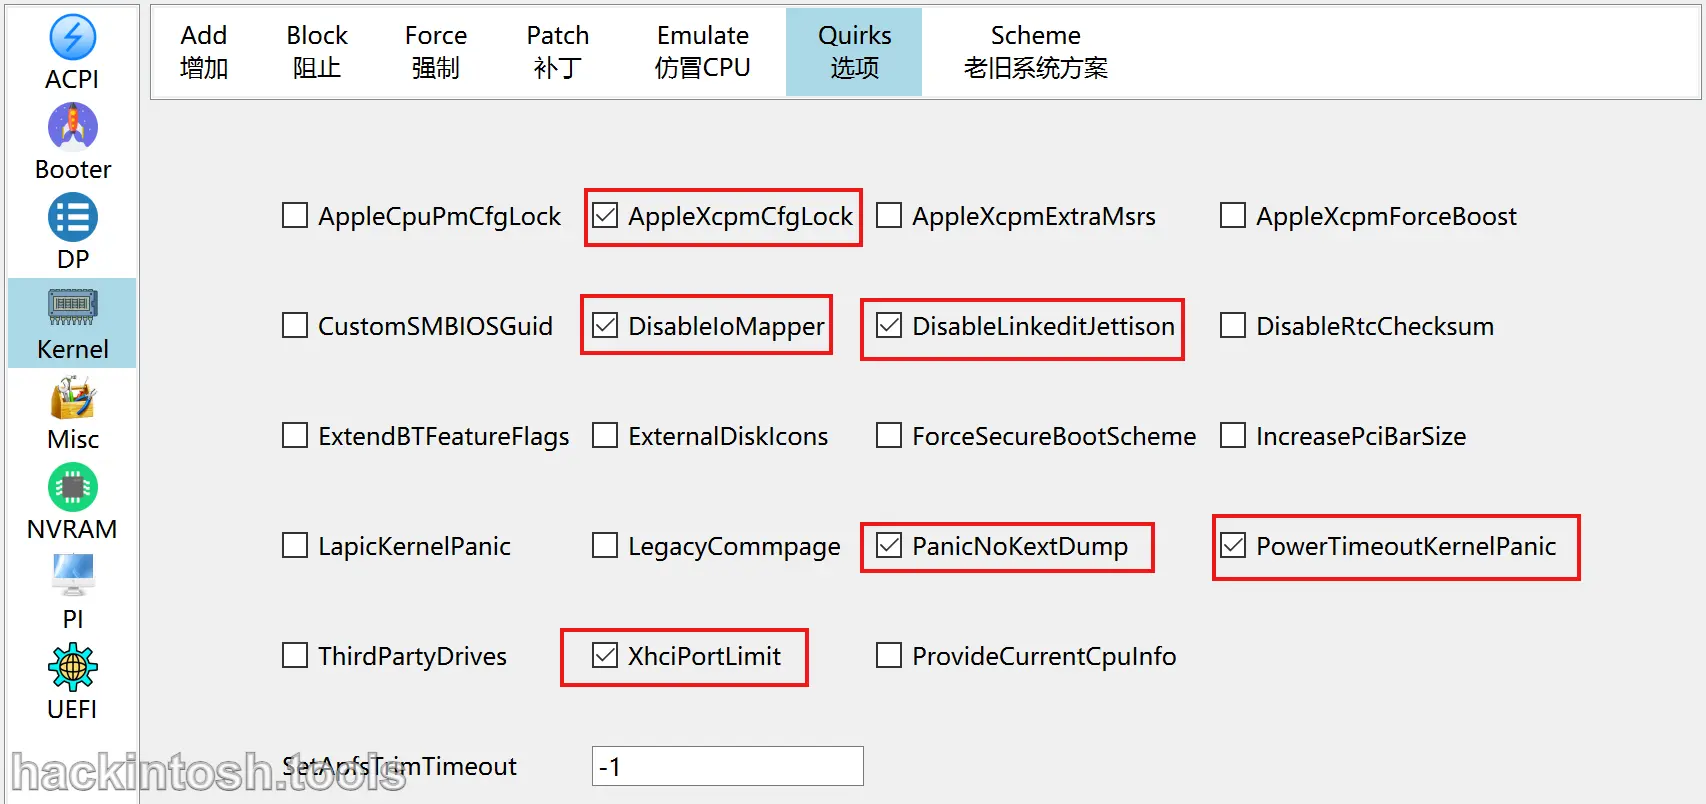 ACPI
Booter
DP
Kernel
Misc
NVRAM
PI
UEFI
Add
增加
Block
阻止
Force
强制
Patch
补丁
Emulate
仿冒CPU
Quirks
选项
Scheme
老旧系统方案
AppleCpuPmCfgLock
AppleXcpmCfgLock
AppleXcpmExtraMsrs
AppleXcpmForceBoost
CustomSMBIOSGuid
DisableIoMapper
DisableLinkeditJettison
DisableRtcChecksum
ExtendBTFeatureFlags
ExternalDiskIcons
ForceSecureBootScheme
IncreasePciBarSize
LapicKernelPanic
LegacyCommpage
PanicNoKextDump
PowerTimeoutKernelPanic
ThirdPartyDrives
XhciPortLimit
ProvideCurrentCpuInfo
SetApfsTrimTimeout
-1
hackintosh.tools